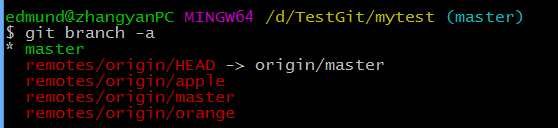 edmund@zhangyanPC MINGW64 /d/TestGit/mytest (master)
$ git branch -a
* master
  remotes/origin/HEAD -> origin/master
  remotes/origin/apple
  remotes/origin/master
  remotes/origin/orange